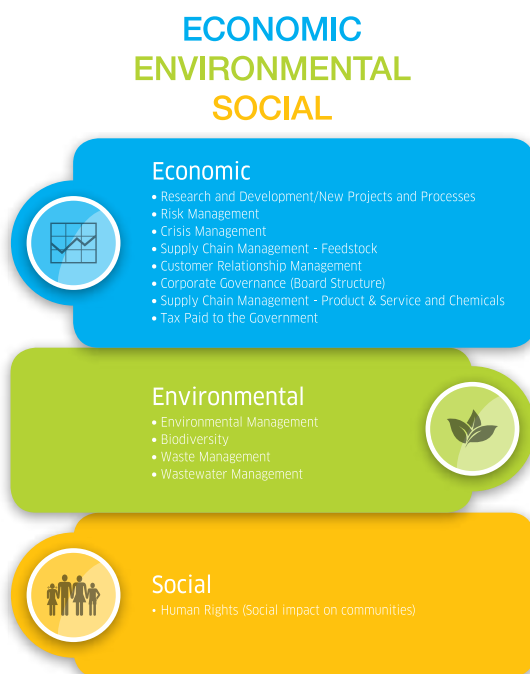 ECONOMIC
ENVIRONMENTAL
SOCIAL
Economic
• Research and Development/New Projects and Processes
• Risk Management
• Crisis Management
• Supply Chain Management - Feedstock
• Customer Relationship Management
• Corporate Governance (Board Structure)
• Supply Chain Management - Product & Service and Chemicals
• Tax Paid to the Government
Environmental
• Environmental Management
• Biodiversity
• Waste Management
• Wastewater Management
Social
• Human Rights (Social impact on communities)